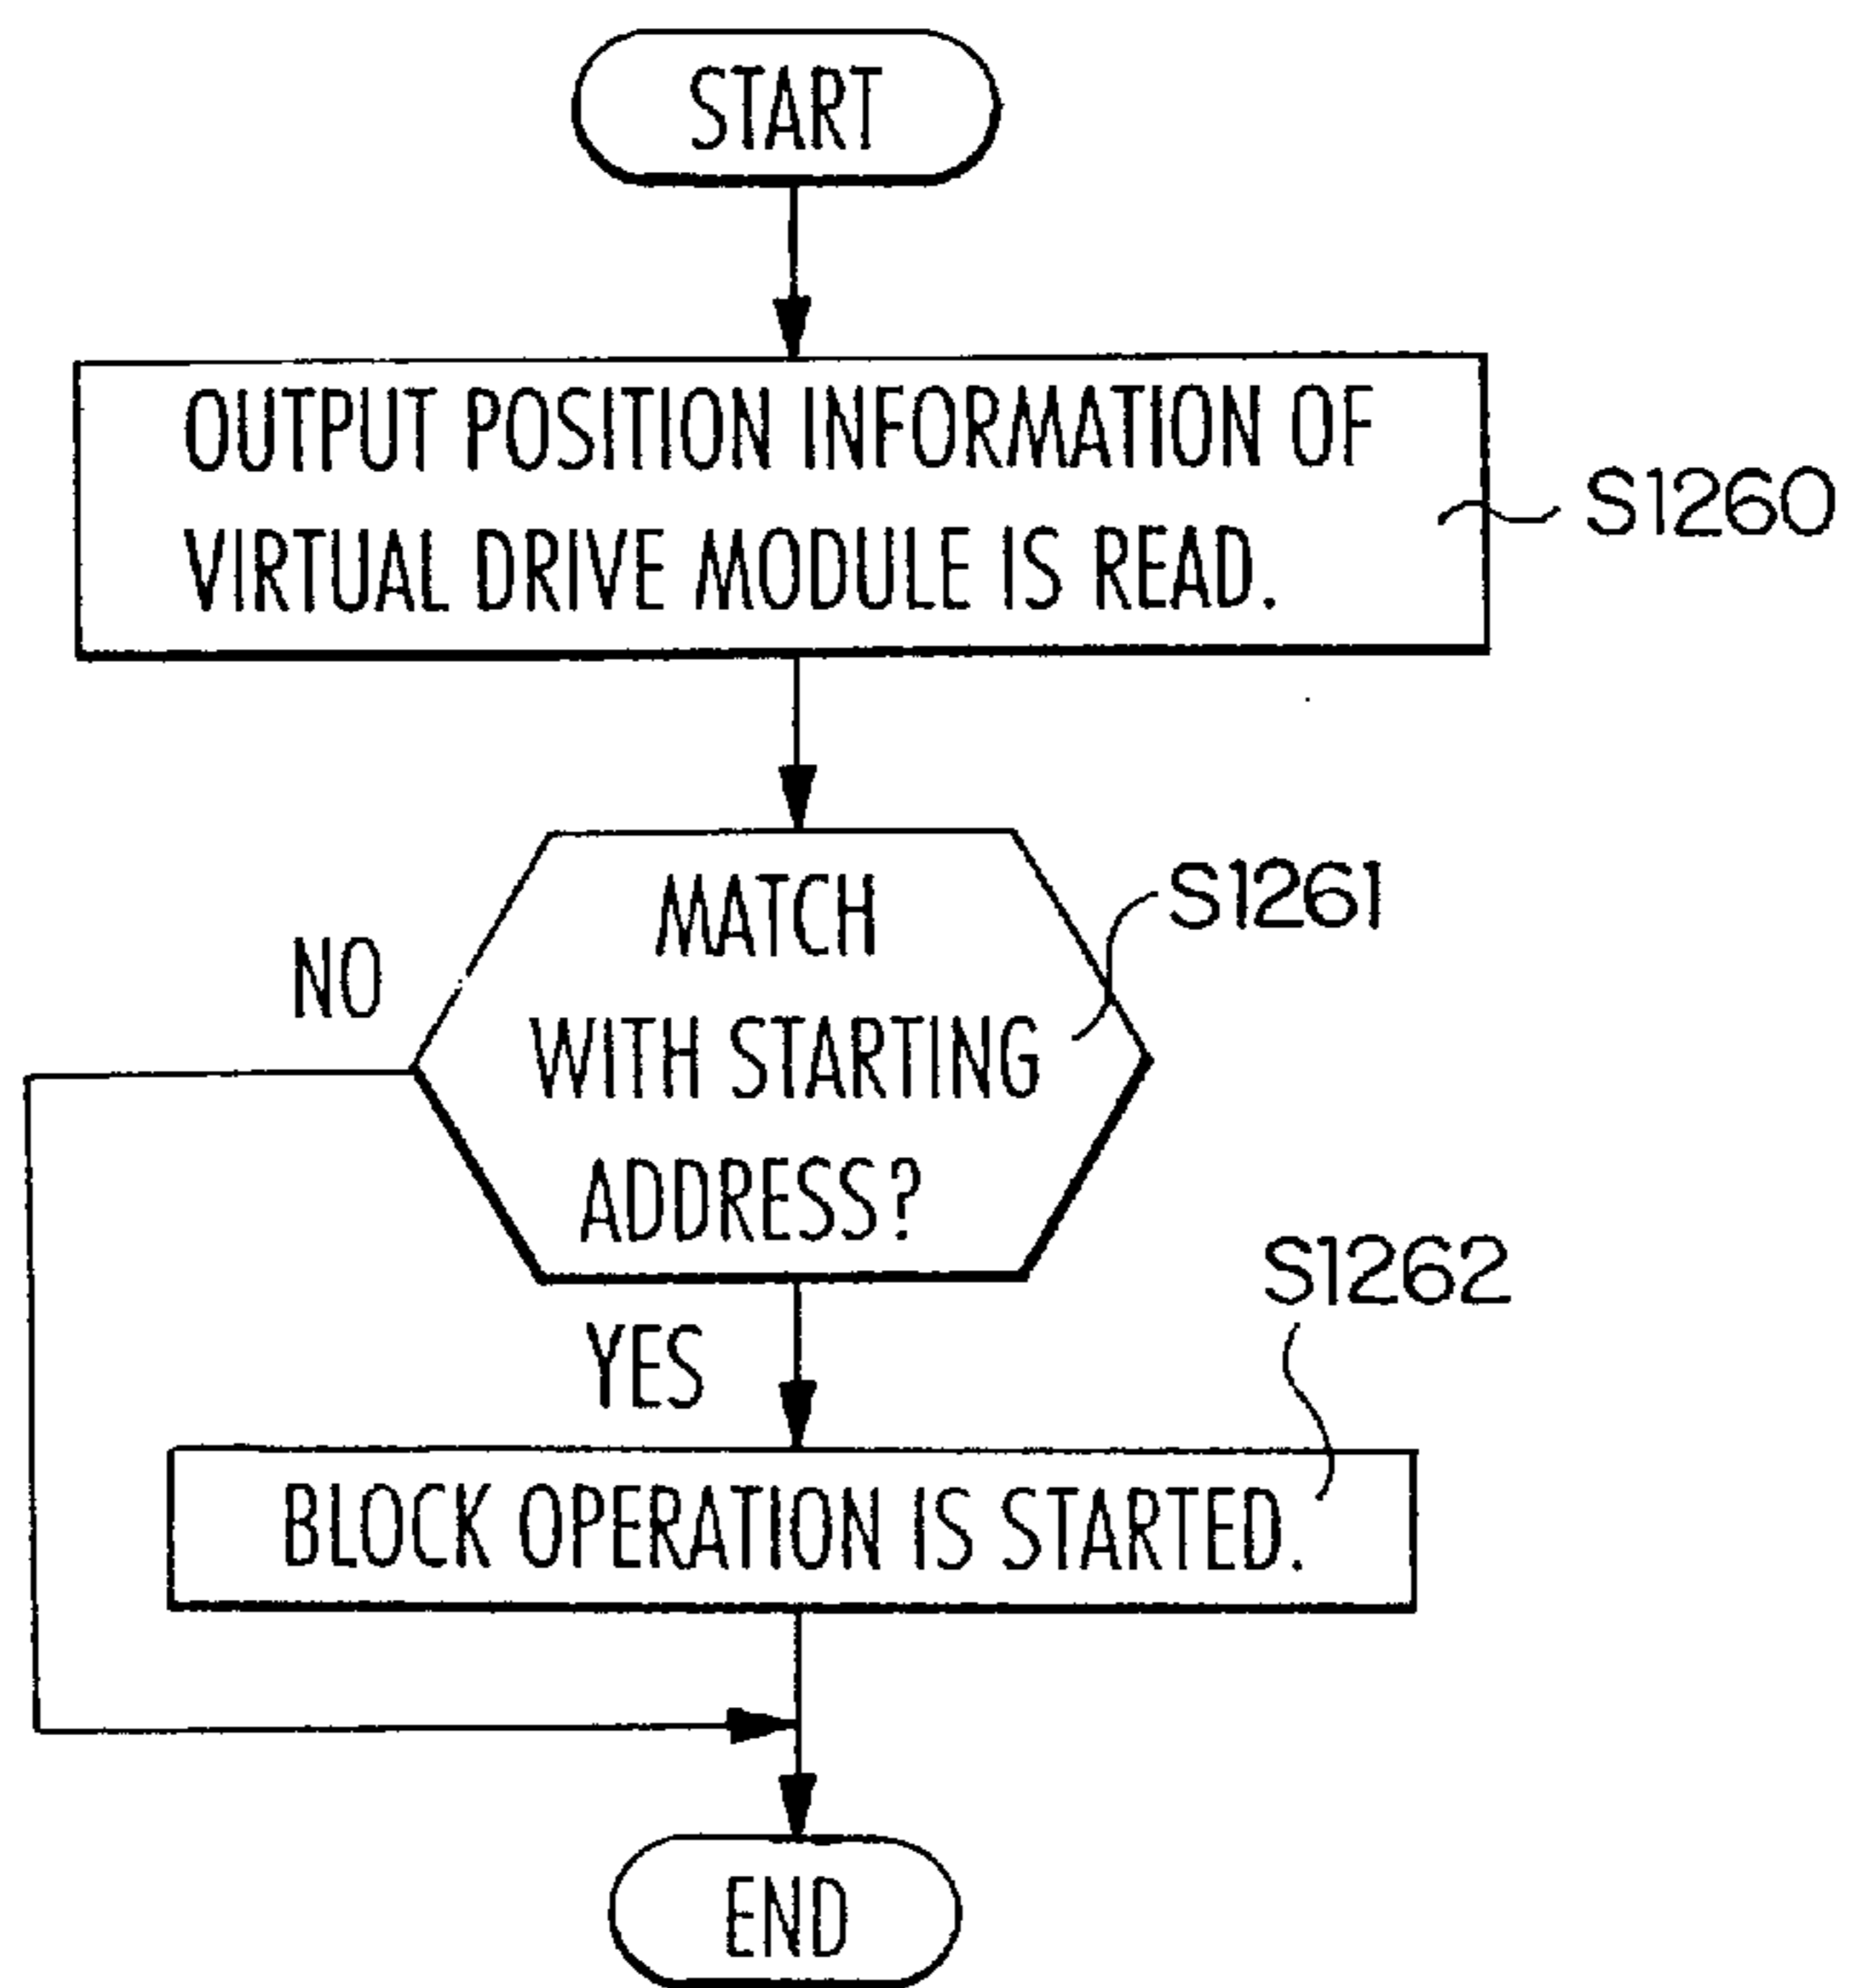 START
OUTPUT POSITION INFORMATION OF
VIRTUAL DRIVE MODULE IS READ.
S1260
MATCH
WITH STARTING
ADDRESS?
S1261
NO
YES
S1262
BLOCK OPERATION IS STARTED.
END